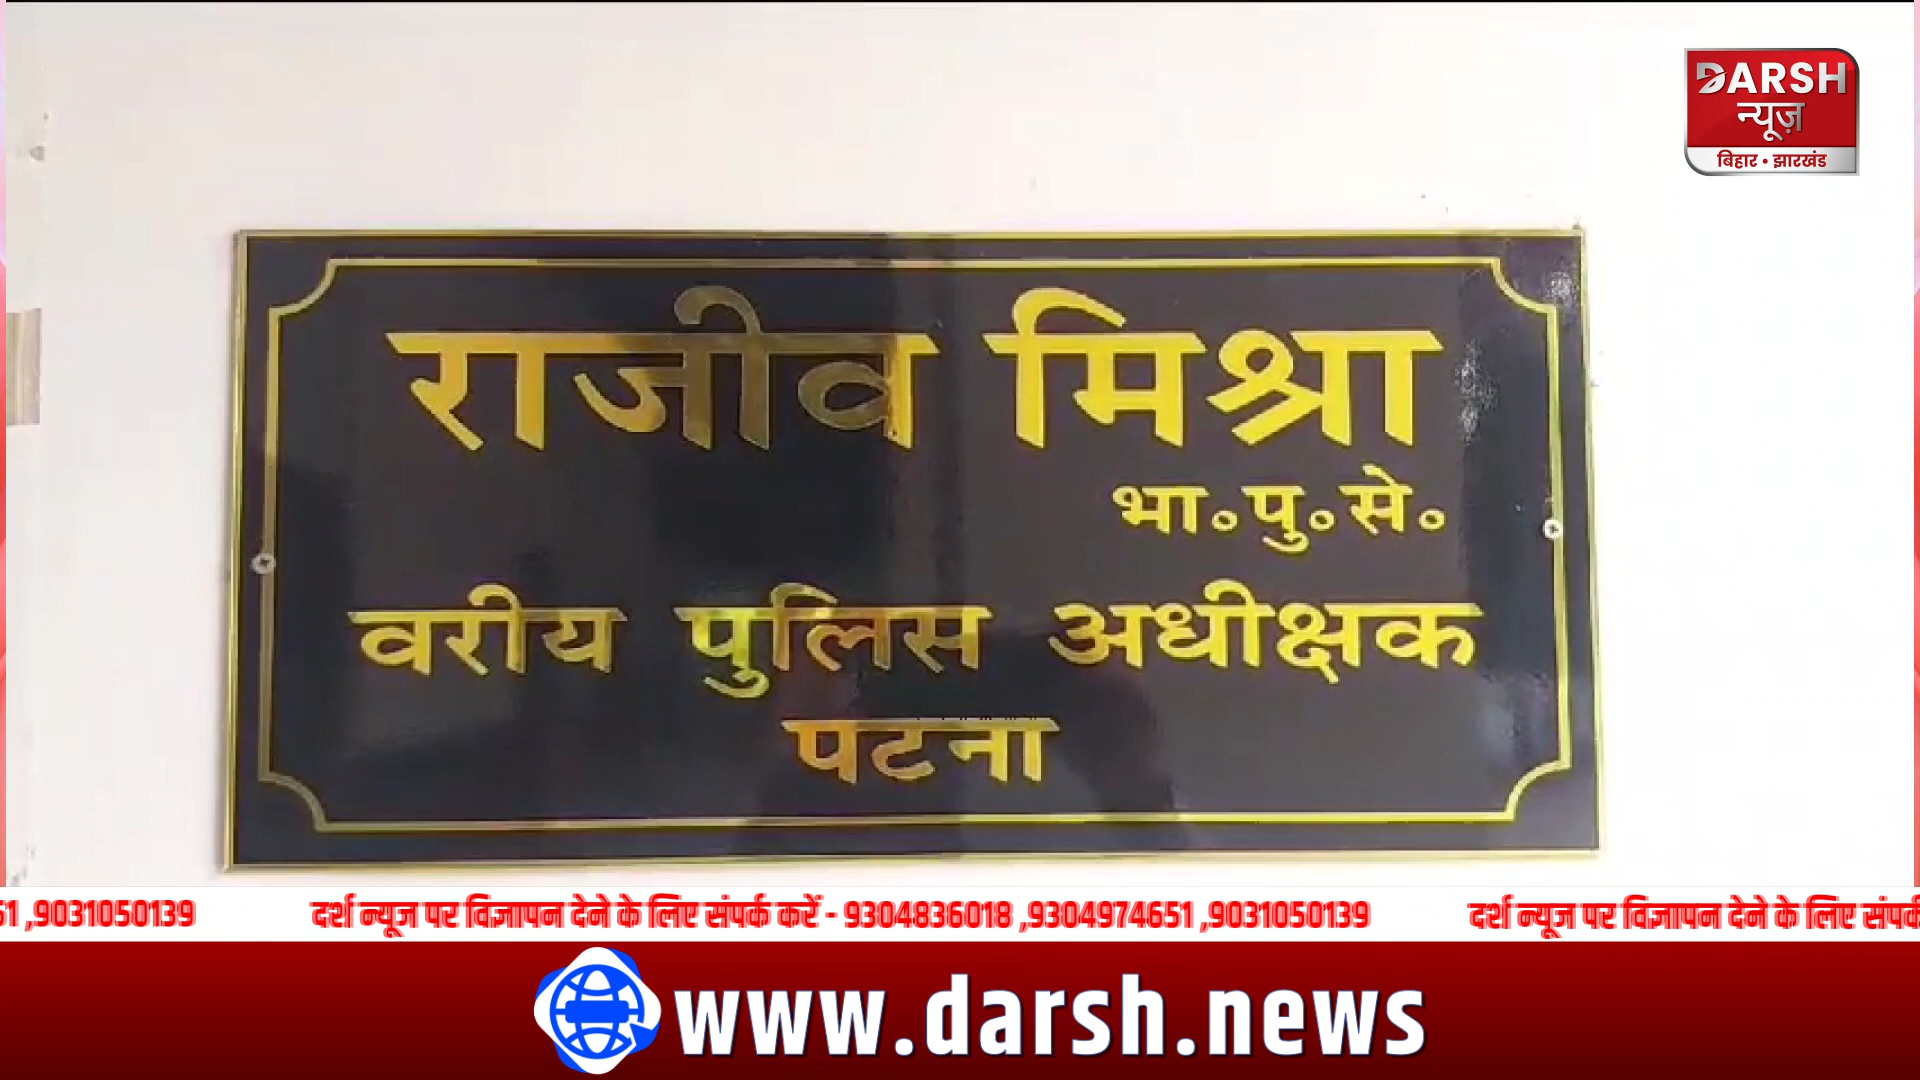 DARSH
न्यूज़
बिहार • झारखंड
राजीव मिश्रा
भा॰पु॰से॰
वरीय पुलिस अधीक्षक
पटना
51 ,9031050139 दर्श न्यूज पर विज्ञापन देने के लिए संपर्क करें - 9304836018 ,9304974651 ,9031050139 दर्श न्यूज पर विज्ञापन देने के लिए संपर्क
www.darsh.news